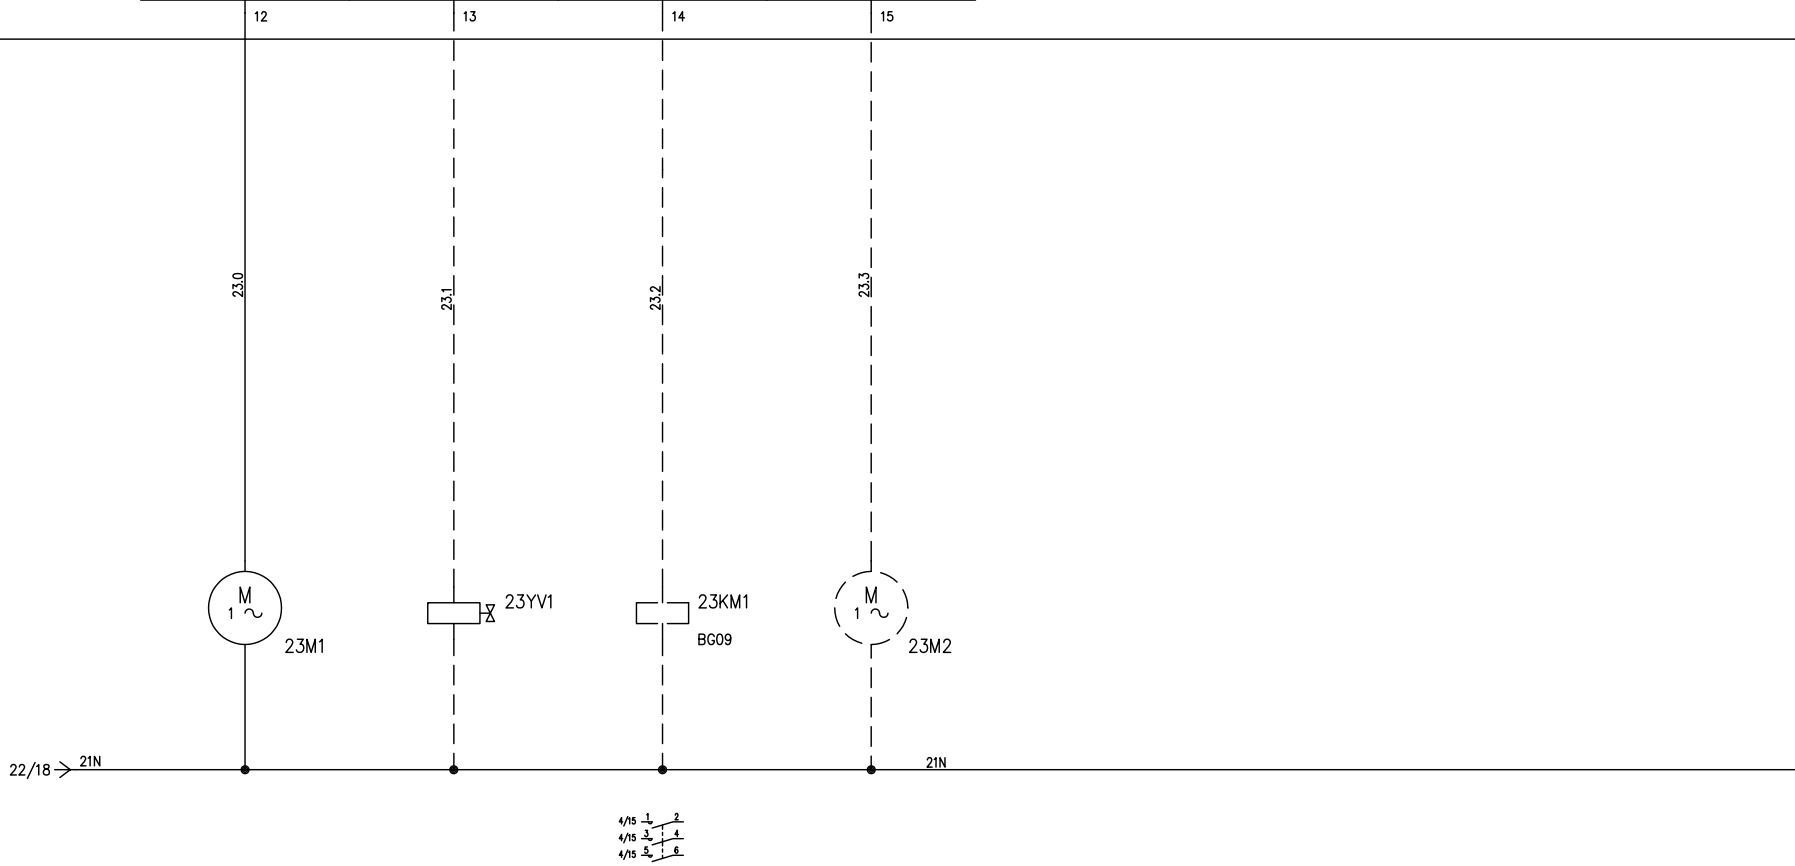 12 13 14 15
23.0 23.1 23.2 23.3
M 1 M 1
23YV1 23KM1
BG09
23M1 23M2
22/18 21N 21N
4/15 1 2
4/15 3 4
4/15 5 6